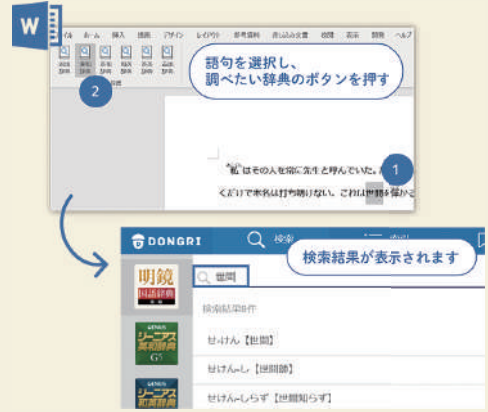 W
ホーム 挿入 描画 デザイン レイアウト 参考資料 差し込み文書 校閲 表示 開発 ヘルプ
語句を選択し、
調べたい辞典のボタンを押す
2
1
私はその人を常に先生と呼んでいた。
くだけで本名は打ち明けない。これは世間を憚かる
DONGRI
検索
検索結果が表示されます
明鏡
国語辞典
世間
検索結果8件
せ-けん【世間】
GENIUS
ジーニアス
英和辞典
G5
せけん-し【世間師】
せけん-しらず【世間知らず】
GENIUS
ジーニアス
和英辞典